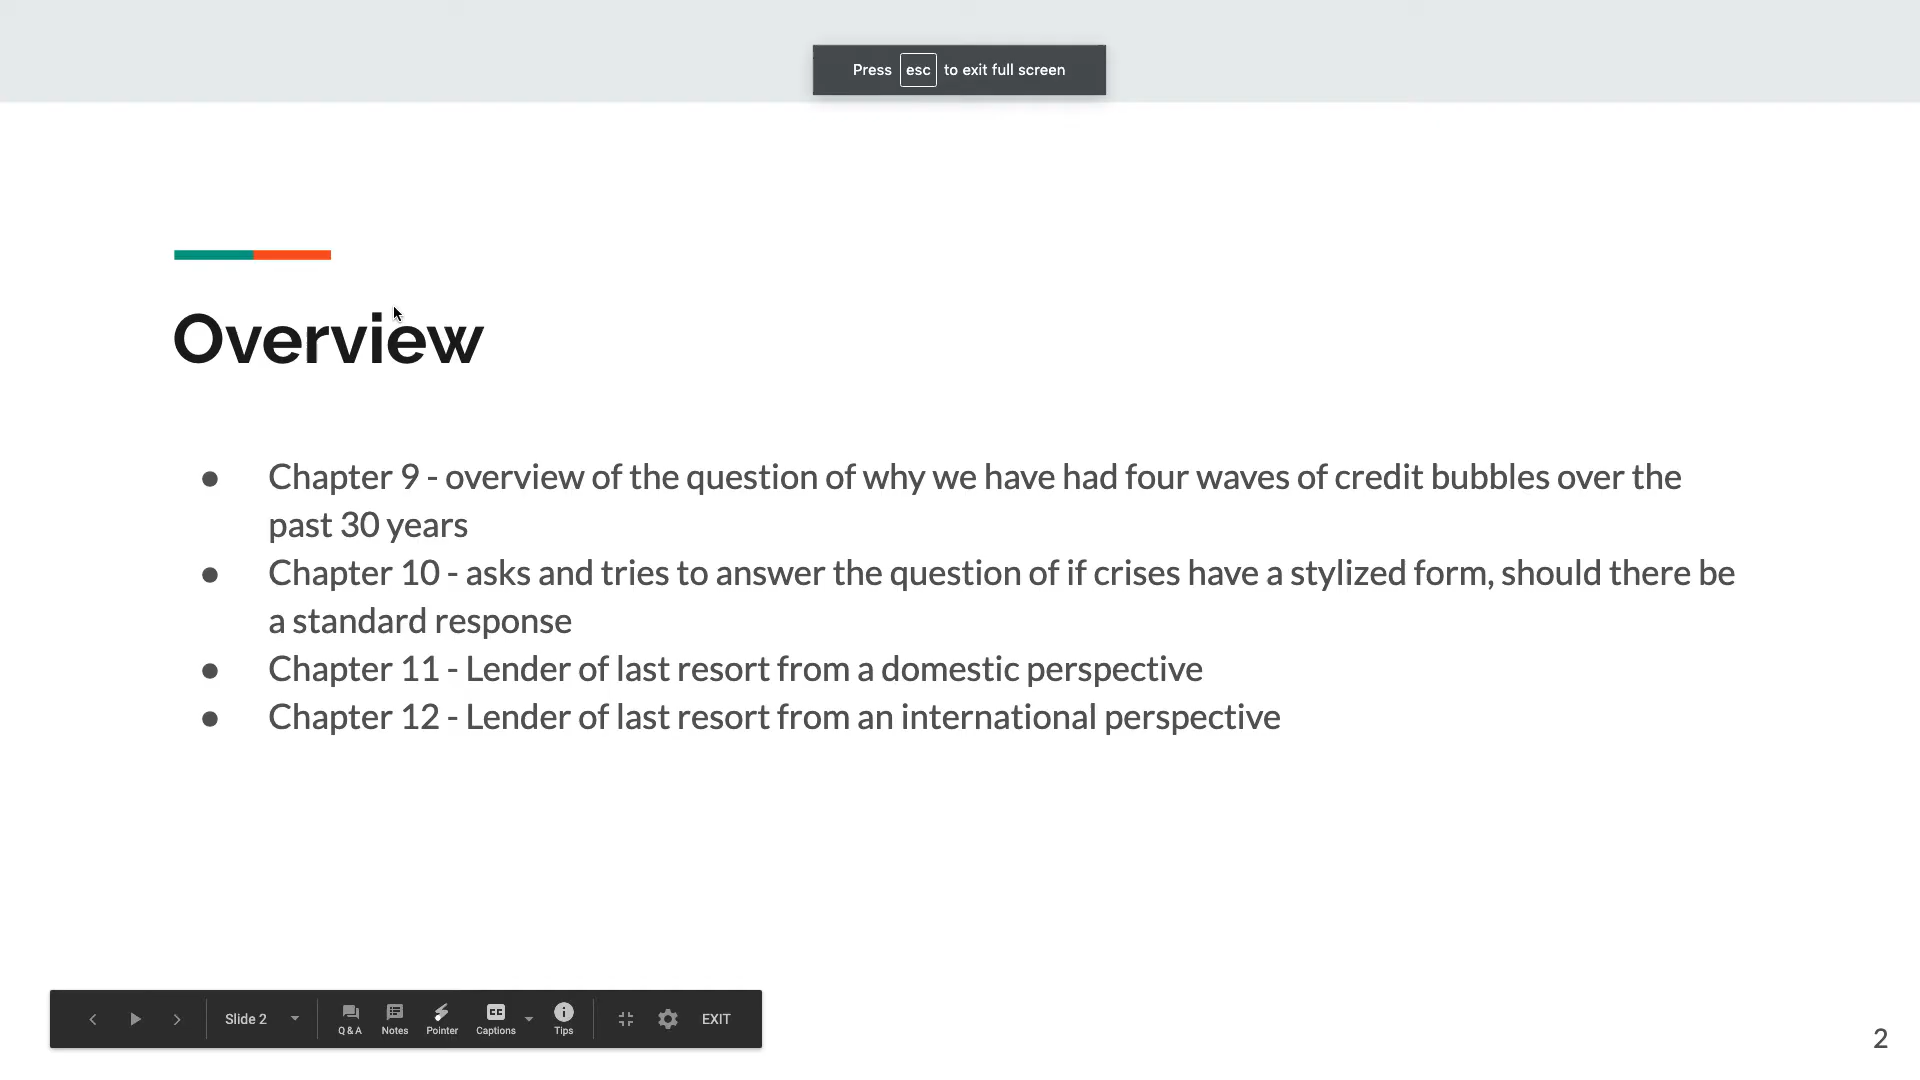 Press esc to exit full screen
Overview
● Chapter 9 - overview of the question of why we have had four waves of credit bubbles over the
past 30 years
● Chapter 10 - asks and tries to answer the question of if crises have a stylized form, should there be
a standard response
● Chapter 11 - Lender of last resort from a domestic perspective
● Chapter 12 - Lender of last resort from an international perspective
Slide 2 Q&A Notes Pointer Captions Tips EXIT
2